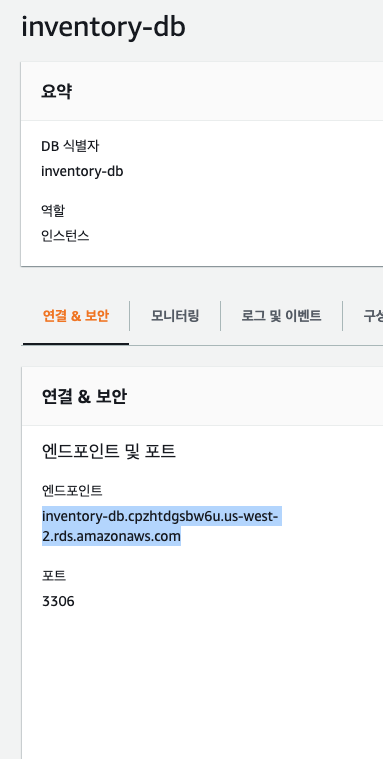 inventory-db
요약
DB 식별자
inventory-db
역할
인스턴스
연결 & 보안
모니터링
로그 및 이벤트
구성
연결 & 보안
엔드포인트 및 포트
엔드포인트
inventory-db.cpzhtdgsbw6u.us-west-
2.rds.amazonaws.com
포트
3306